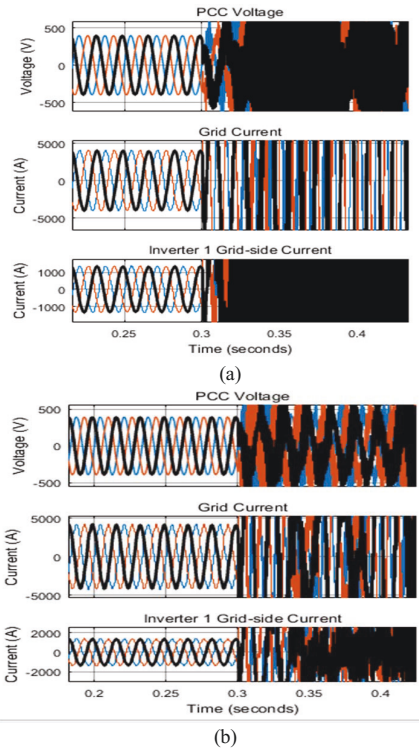 PCC Voltage
500
0
-500
Voltage (V)
Grid Current
5000
0
-5000
Current (A)
Inverter 1 Grid-side Current
1000
0
-1000
Current (A)
0.25 0.3 0.35 0.4
Time (seconds)
(a)
PCC Voltage
500
0
-500
Voltage (V)
Grid Current
5000
0
-5000
Current (A)
Inverter 1 Grid-side Current
2000
0
-2000
Current (A)
0.2 0.25 0.3 0.35 0.4
Time (seconds)
(b)